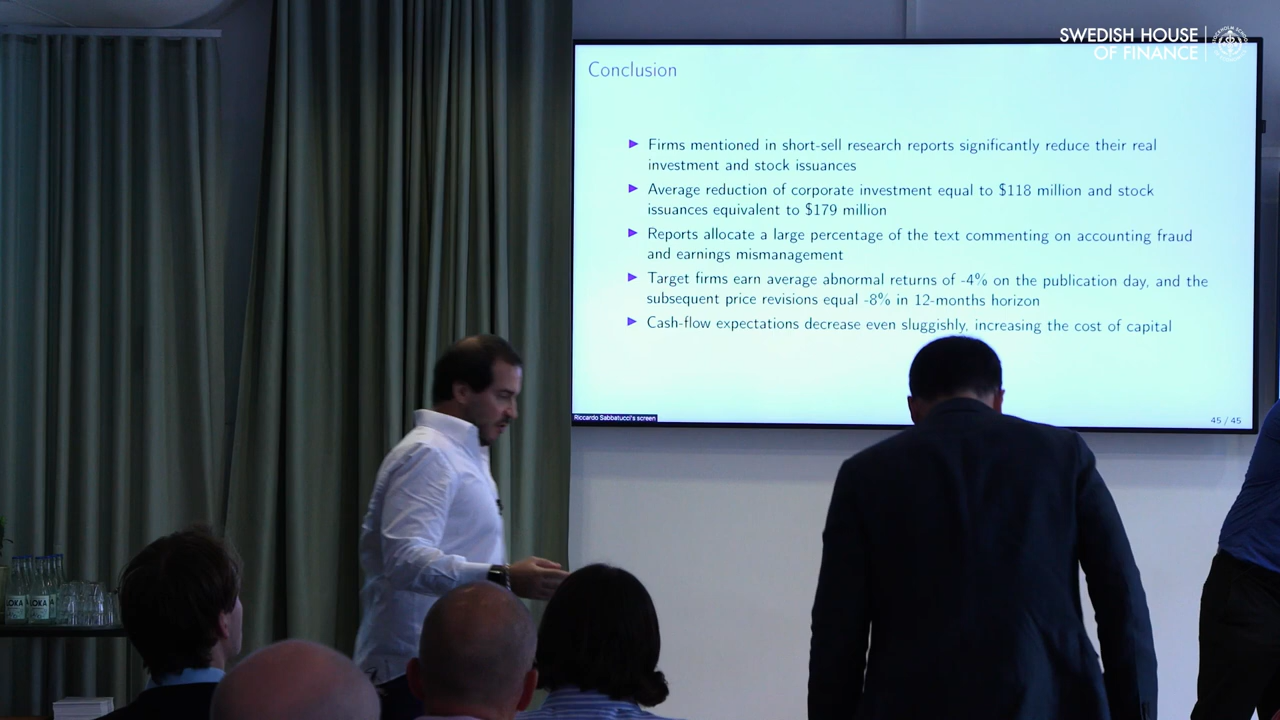 SWEDISH HOUSE
OF FINANCE
Conclusion
Firms mentioned in short-sell research reports significantly reduce their real
investment and stock issuances
Average reduction of corporate investment equal to $118 million and stock
issuances equivalent to $179 million
Reports allocate a large percentage of the text commenting on accounting fraud
and earnings mismanagement
Target firms earn average abnormal returns of -4% on the publication day, and the
subsequent price revisions equal -8% in 12-months horizon
Cash-flow expectations decrease even sluggishly, increasing the cost of capital
Riccardo Sabbatucci's screen
45 / 45
LOKA
LOKA